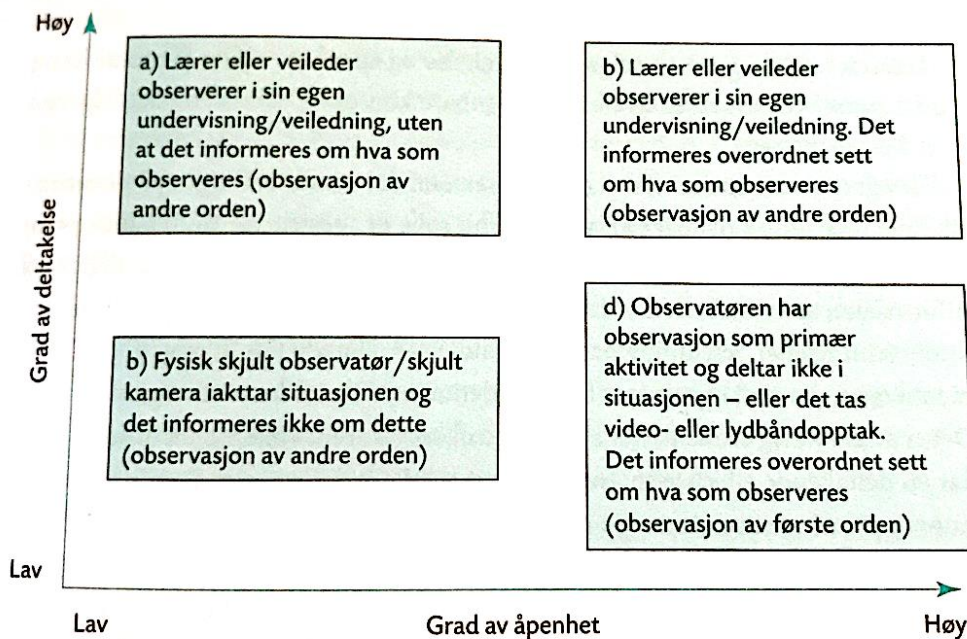 Høy
a) Lærer eller veileder
observerer i sin egen
undervisning/veiledning, uten
at det informeres om hva som
observeres (observasjon av
andre orden)
b) Lærer eller veileder
observerer i sin egen
undervisning/veiledning. Det
informeres overordnet sett
om hva som observeres
(observasjon av andre orden)
Grad av deltakelse
b) Fysisk skjult observatør/skjult
kamera iakttar situasjonen og
det informeres ikke om dette
(observasjon av andre orden)
d) Observatøren har
observasjon som primær
aktivitet og deltar ikke i
situasjonen – eller det tas
video- eller lydbåndopptak.
Det informeres overordnet sett
om hva som observeres
(observasjon av første orden)
Lav
Lav
Grad av åpenhet
Høy